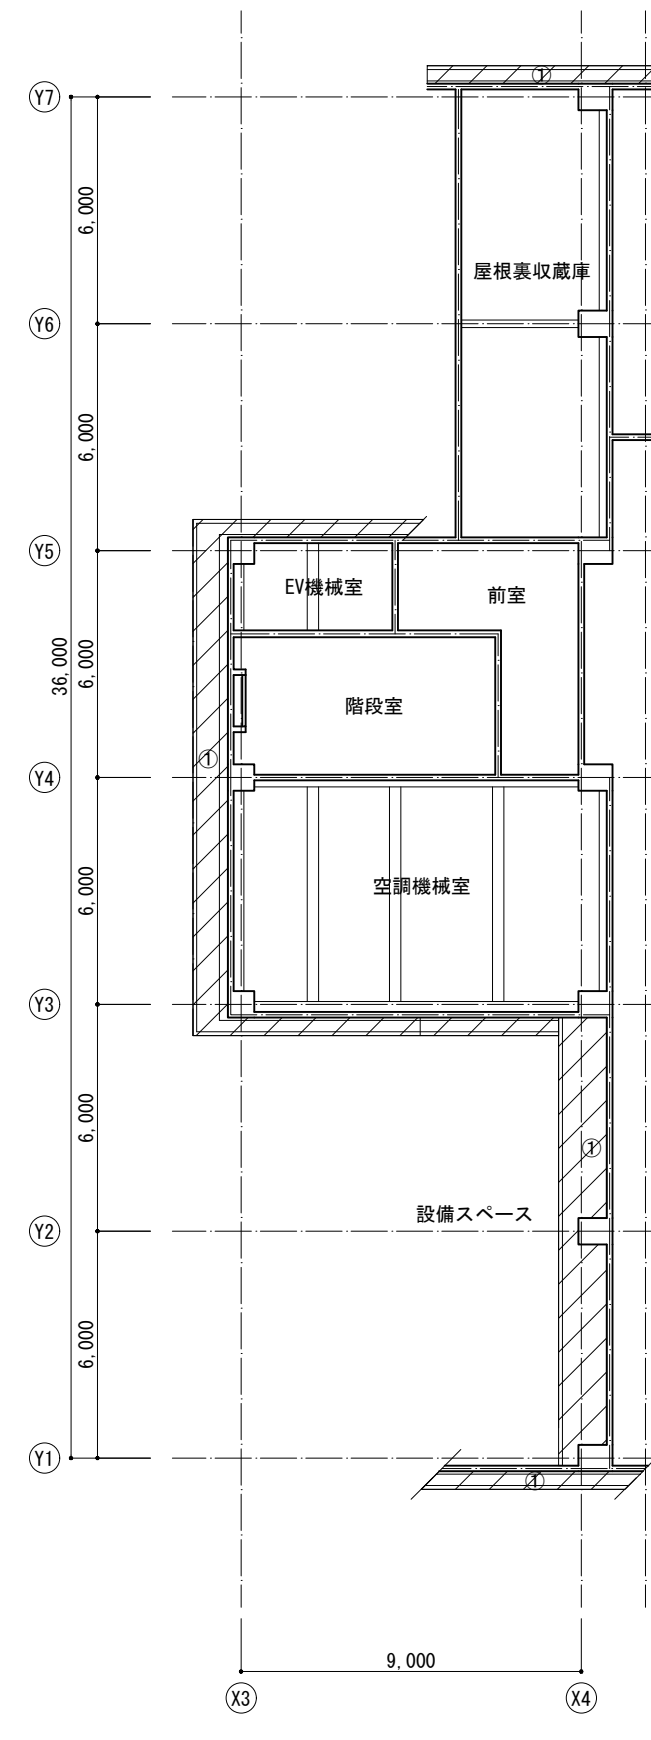 ①
Y7
6,000
屋根裏収蔵庫
Y6
6,000
Y5
EV機械室
前室
36,000
6,000
階段室
①
Y4
6,000
空調機械室
Y3
6,000
①
設備スペース
Y2
6,000
Y1
①
9,000
X3
X4